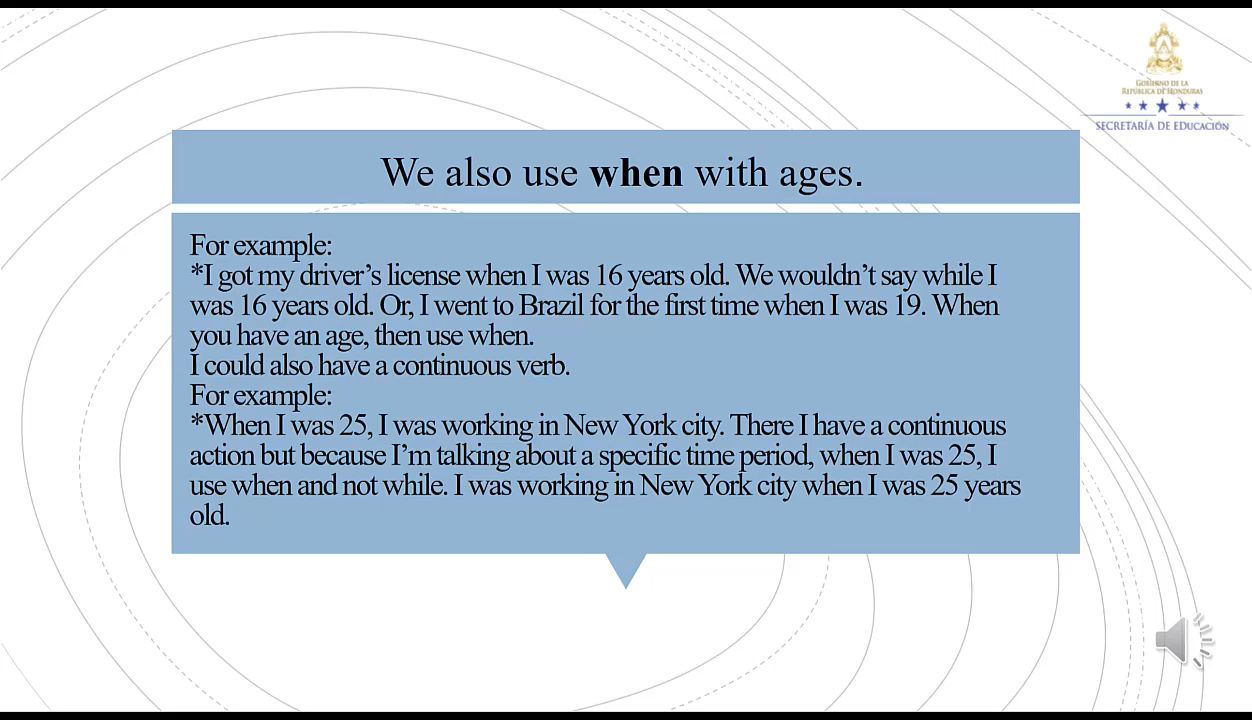 GOBIERNO DE LA
REPÚBLICA DE HONDURAS
SECRETARÍA DE EDUCACIÓN
We also use when with ages.
For example:
*I got my driver’s license when I was 16 years old. We wouldn’t say while I
was 16 years old. Or, I went to Brazil for the first time when I was 19. When
you have an age, then use when.
I could also have a continuous verb.
For example:
*When I was 25, I was working in New York city. There I have a continuous
action but because I’m talking about a specific time period, when I was 25, I
use when and not while. I was working in New York city when I was 25 years
old.